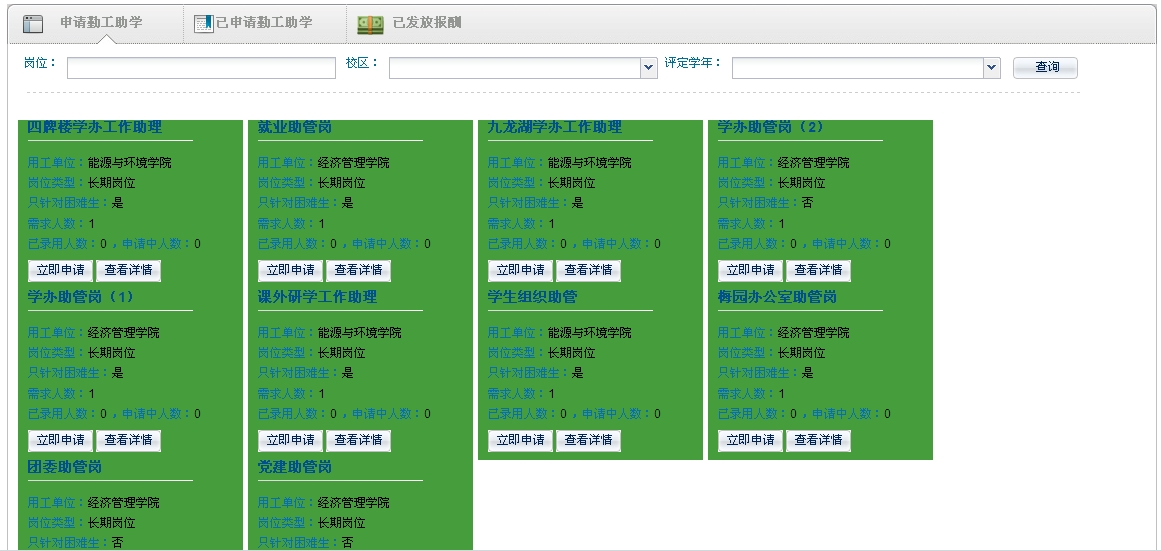 申请勤工助学
已申请勤工助学
已发放报酬
岗位：
校区：
评定学年：
查询
四牌楼学办工作助理
用工单位：能源与环境学院
岗位类型：长期岗位
只针对困难生：是
需求人数：1
已录用人数：0，申请中人数：0
立即申请 查看详情
就业助管岗
用工单位：经济管理学院
岗位类型：长期岗位
只针对困难生：是
需求人数：1
已录用人数：0，申请中人数：0
立即申请 查看详情
九龙湖学办工作助理
用工单位：能源与环境学院
岗位类型：长期岗位
只针对困难生：是
需求人数：1
已录用人数：0，申请中人数：0
立即申请 查看详情
学办助管岗（2）
用工单位：经济管理学院
岗位类型：长期岗位
只针对困难生：否
需求人数：1
已录用人数：0，申请中人数：0
立即申请 查看详情
学办助管岗（1）
用工单位：经济管理学院
岗位类型：长期岗位
只针对困难生：是
需求人数：1
已录用人数：0，申请中人数：0
立即申请 查看详情
课外研学工作助理
用工单位：能源与环境学院
岗位类型：长期岗位
只针对困难生：是
需求人数：1
已录用人数：0，申请中人数：0
立即申请 查看详情
学生组织助管
用工单位：能源与环境学院
岗位类型：长期岗位
只针对困难生：是
需求人数：1
已录用人数：0，申请中人数：0
立即申请 查看详情
梅园办公室助管岗
用工单位：经济管理学院
岗位类型：长期岗位
只针对困难生：是
需求人数：1
已录用人数：0，申请中人数：0
立即申请 查看详情
团委助管岗
用工单位：经济管理学院
岗位类型：长期岗位
只针对困难生：否
党建助管岗
用工单位：经济管理学院
岗位类型：长期岗位
只针对困难生：否